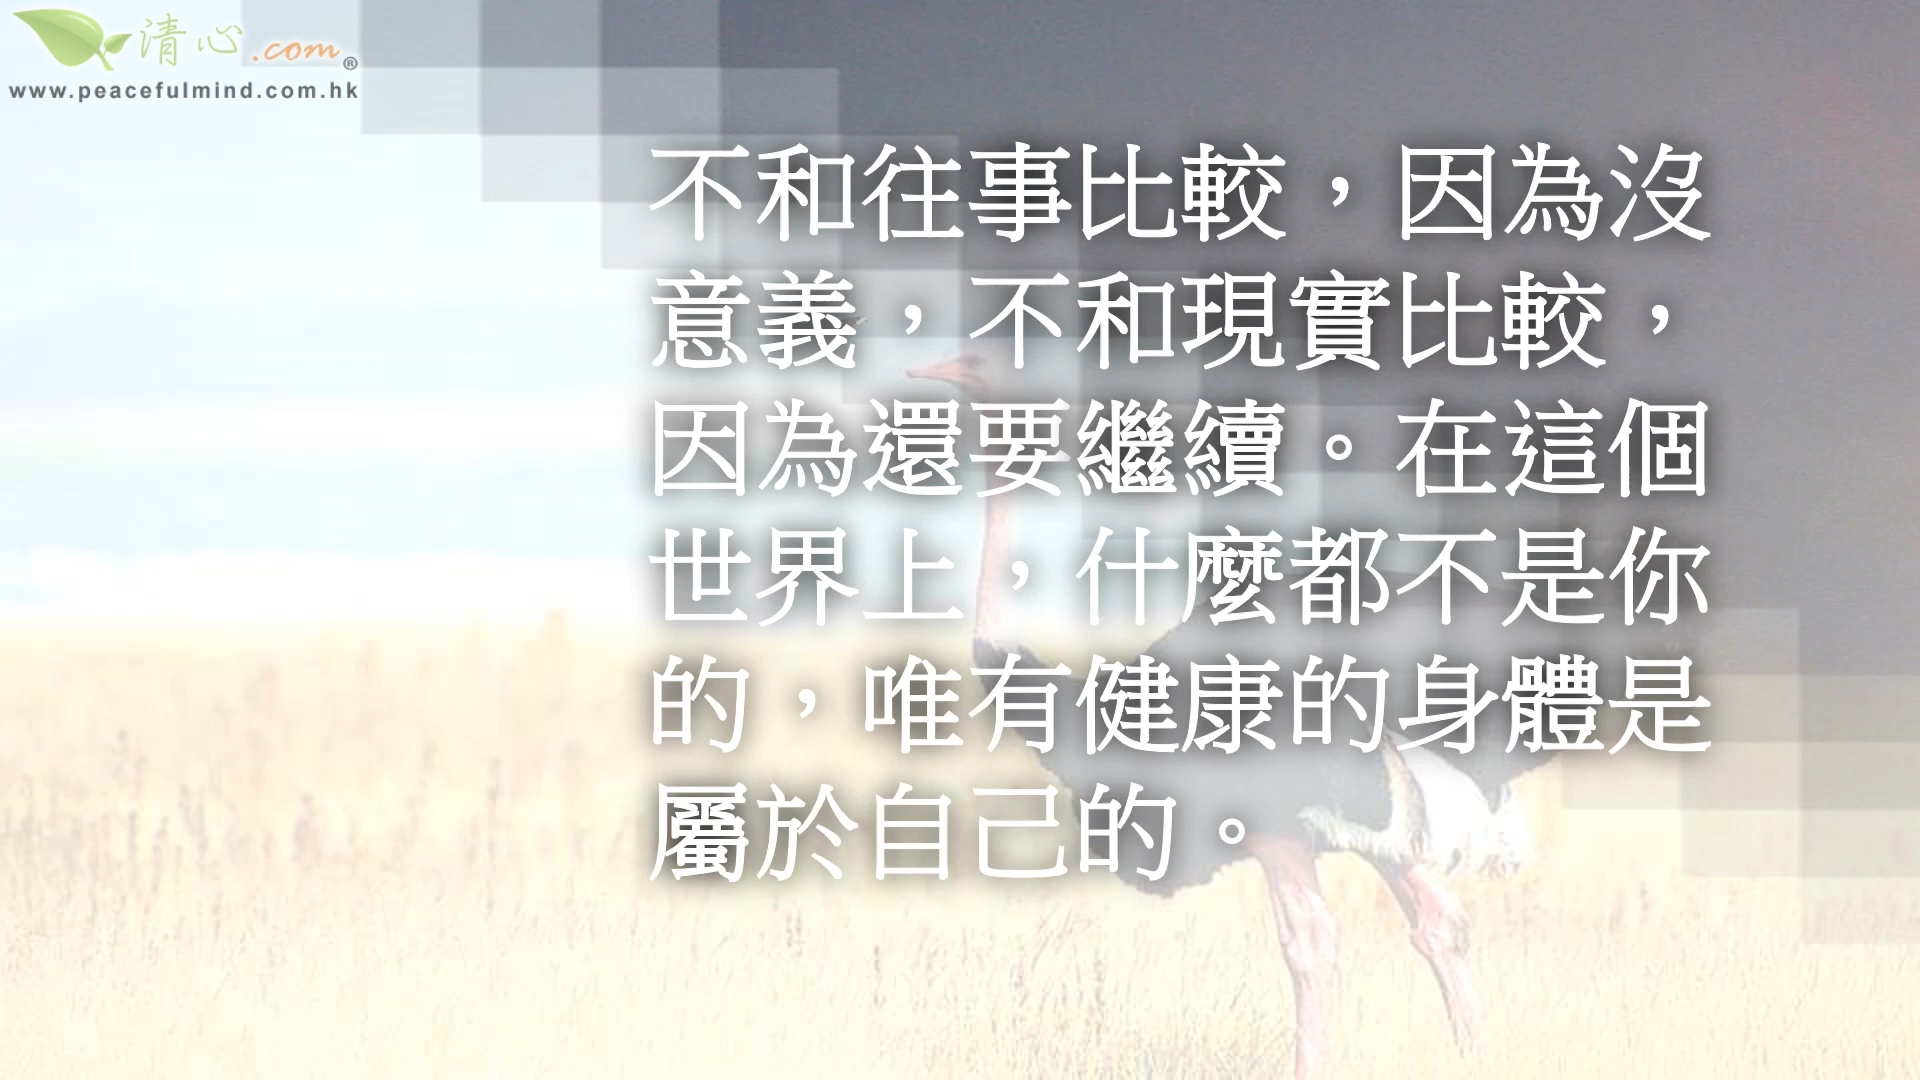 清心.com®
www.peacefulmind.com.hk
不和往事比較，因為沒
意義，不和現實比較，
因為還要繼續。在這個
世界上，什麼都不是你
的，唯有健康的身體是
屬於自己的。